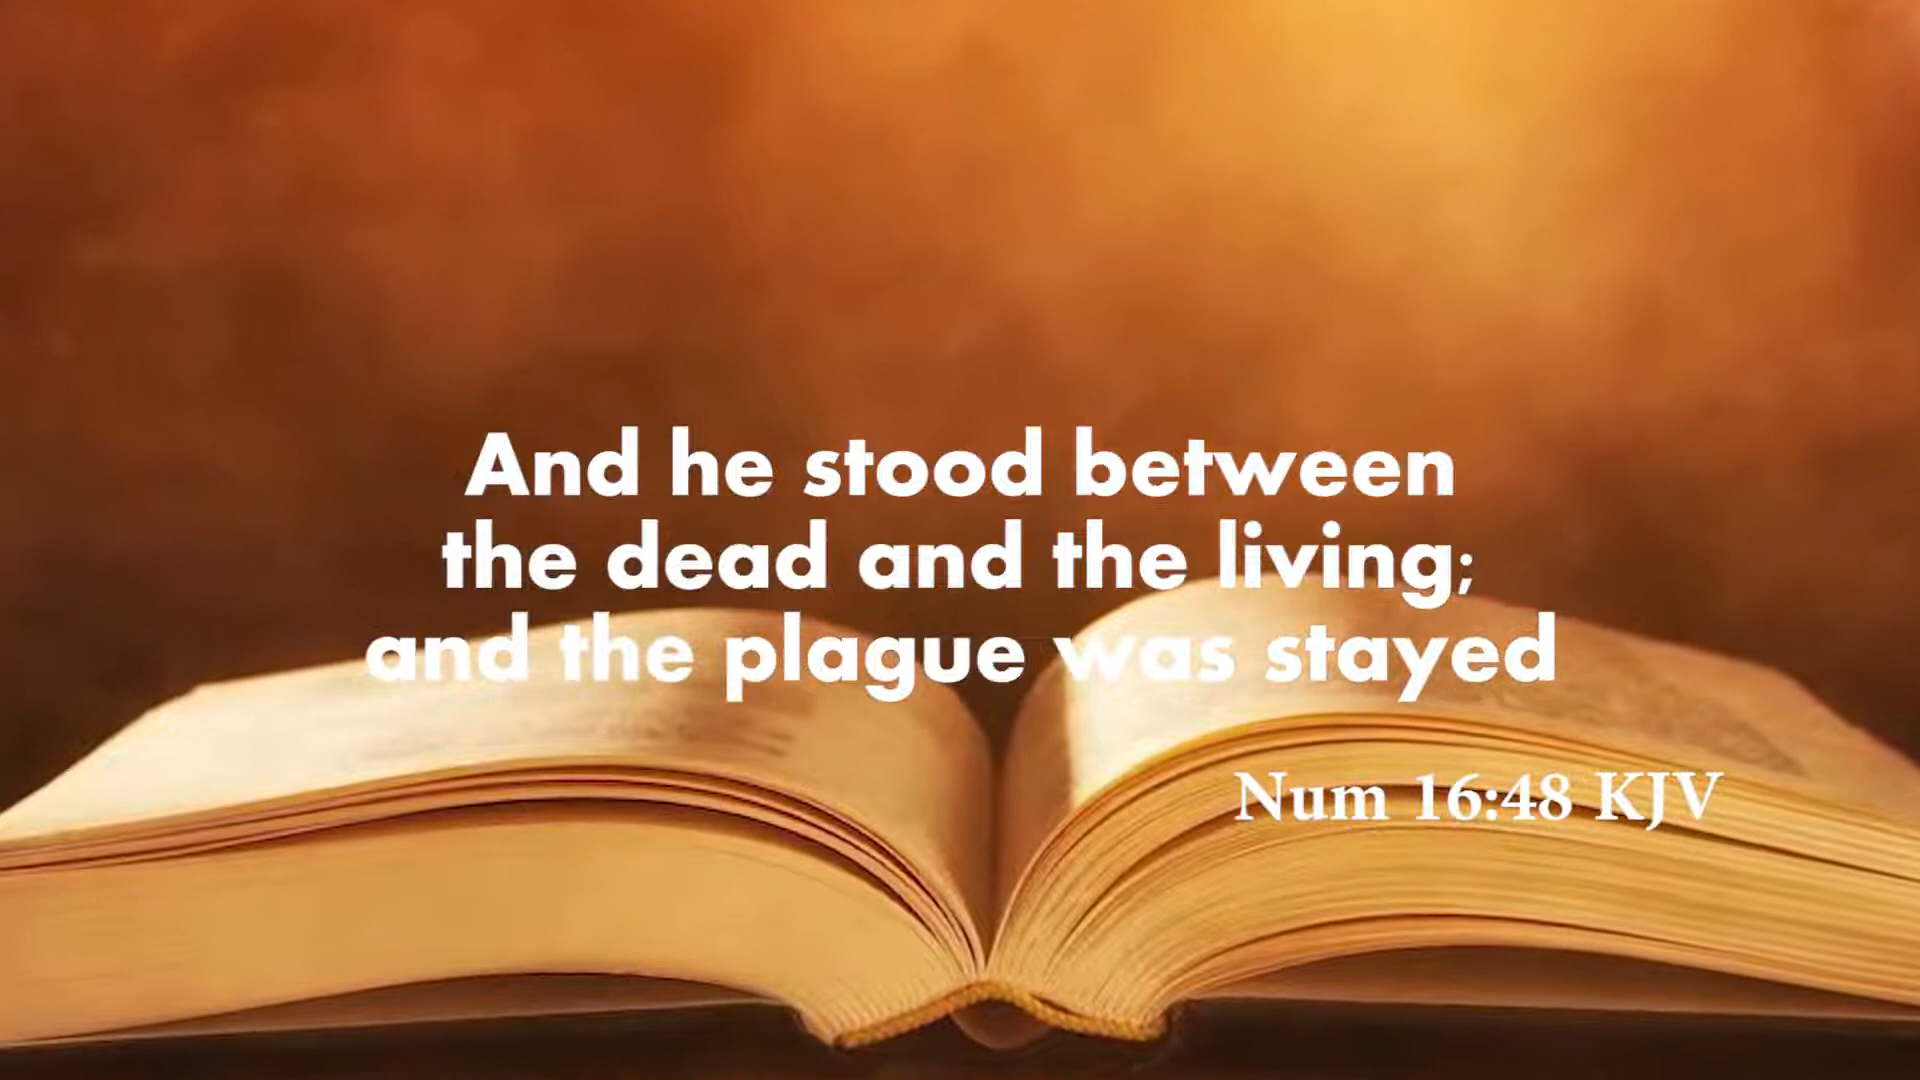 And he stood between
the dead and the living;
and the plague was stayed
Num 16:48 KJV